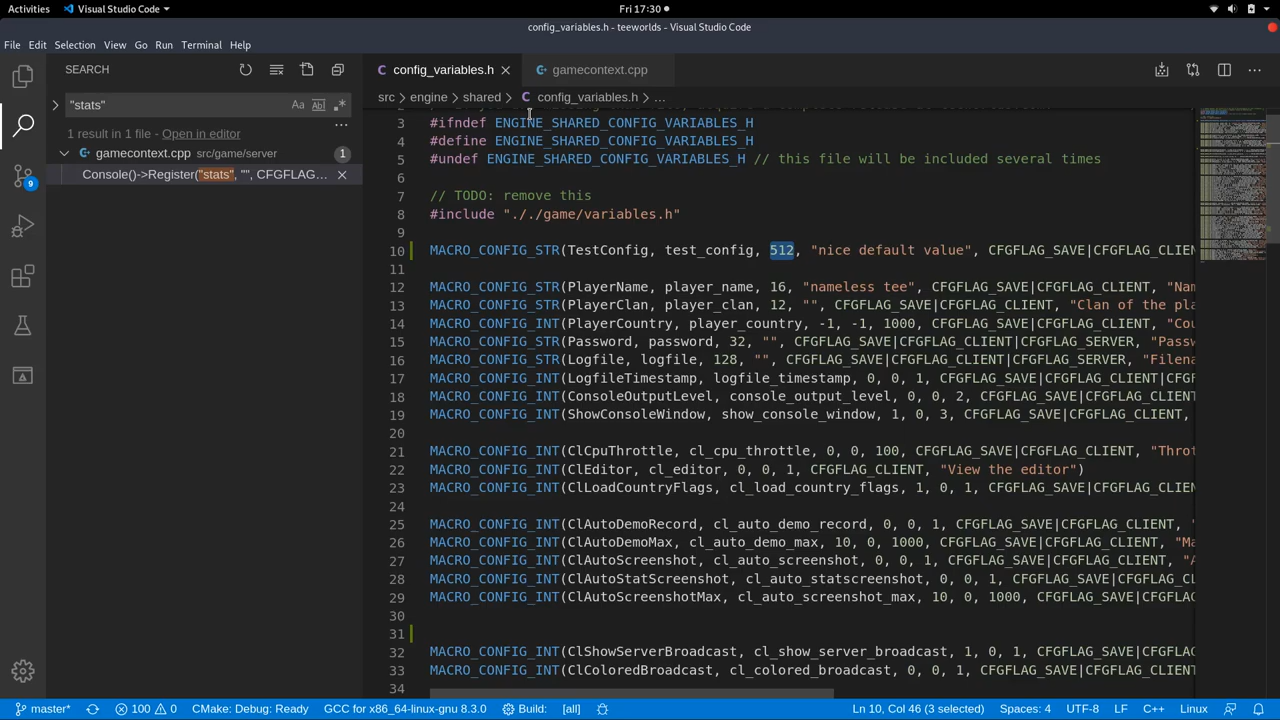 Activities Visual Studio Code Fri 17:30
config_variables.h - teeworlds - Visual Studio Code
File Edit Selection View Go Run Terminal Help
SEARCH
config_variables.h
gamecontext.cpp
"stats"
1 result in 1 file - Open in editor
gamecontext.cpp src/game/server 1
Console()->Register("stats", "", CFGFLAG…
9
src > engine > shared > config_variables.h > …
3 #ifndef ENGINE_SHARED_CONFIG_VARIABLES_H
4 #define ENGINE_SHARED_CONFIG_VARIABLES_H
5 #undef ENGINE_SHARED_CONFIG_VARIABLES_H // this file will be included several times
6
7 // TODO: remove this
8 #include "././game/variables.h"
9
10 MACRO_CONFIG_STR(TestConfig, test_config, 512, "nice default value", CFGFLAG_SAVE|CFGFLAG_CLIEN
11
12 MACRO_CONFIG_STR(PlayerName, player_name, 16, "nameless tee", CFGFLAG_SAVE|CFGFLAG_CLIENT, "Nam
13 MACRO_CONFIG_STR(PlayerClan, player_clan, 12, "", CFGFLAG_SAVE|CFGFLAG_CLIENT, "Clan of the pla
14 MACRO_CONFIG_INT(PlayerCountry, player_country, -1, -1, 1000, CFGFLAG_SAVE|CFGFLAG_CLIENT, "Cou
15 MACRO_CONFIG_STR(Password, password, 32, "", CFGFLAG_SAVE|CFGFLAG_CLIENT|CFGFLAG_SERVER, "Passw
16 MACRO_CONFIG_STR(Logfile, logfile, 128, "", CFGFLAG_SAVE|CFGFLAG_CLIENT|CFGFLAG_SERVER, "Filena
17 MACRO_CONFIG_INT(LogfileTimestamp, logfile_timestamp, 0, 0, 1, CFGFLAG_SAVE|CFGFLAG_CLIENT|CFGF
18 MACRO_CONFIG_INT(ConsoleOutputLevel, console_output_level, 0, 0, 2, CFGFLAG_SAVE|CFGFLAG_CLIENT
19 MACRO_CONFIG_INT(ShowConsoleWindow, show_console_window, 1, 0, 3, CFGFLAG_SAVE|CFGFLAG_CLIENT,
20
21 MACRO_CONFIG_INT(ClCpuThrottle, cl_cpu_throttle, 0, 0, 100, CFGFLAG_SAVE|CFGFLAG_CLIENT, "Throt
22 MACRO_CONFIG_INT(ClEditor, cl_editor, 0, 0, 1, CFGFLAG_CLIENT, "View the editor")
23 MACRO_CONFIG_INT(ClLoadCountryFlags, cl_load_country_flags, 1, 0, 1, CFGFLAG_SAVE|CFGFLAG_CLIEN
24
25 MACRO_CONFIG_INT(ClAutoDemoRecord, cl_auto_demo_record, 0, 0, 1, CFGFLAG_SAVE|CFGFLAG_CLIENT, "
26 MACRO_CONFIG_INT(ClAutoDemoMax, cl_auto_demo_max, 10, 0, 1000, CFGFLAG_SAVE|CFGFLAG_CLIENT, "Ma
27 MACRO_CONFIG_INT(ClAutoScreenshot, cl_auto_screenshot, 0, 0, 1, CFGFLAG_SAVE|CFGFLAG_CLIENT, "A
28 MACRO_CONFIG_INT(ClAutoStatScreenshot, cl_auto_statscreenshot, 0, 0, 1, CFGFLAG_SAVE|CFGFLAG_CL
29 MACRO_CONFIG_INT(ClAutoScreenshotMax, cl_auto_screenshot_max, 10, 0, 1000, CFGFLAG_SAVE|CFGFLAG
30
31
32 MACRO_CONFIG_INT(ClShowServerBroadcast, cl_show_server_broadcast, 1, 0, 1, CFGFLAG_SAVE|CFGFLAG
33 MACRO_CONFIG_INT(ClColoredBroadcast, cl_colored_broadcast, 0, 0, 1, CFGFLAG_SAVE|CFGFLAG_CLIENT
34
master* 100 0 CMake: Debug: Ready GCC for x86_64-linux-gnu 8.3.0 Build: [all] Ln 10, Col 46 (3 selected) Spaces: 4 UTF-8 LF C++ Linux